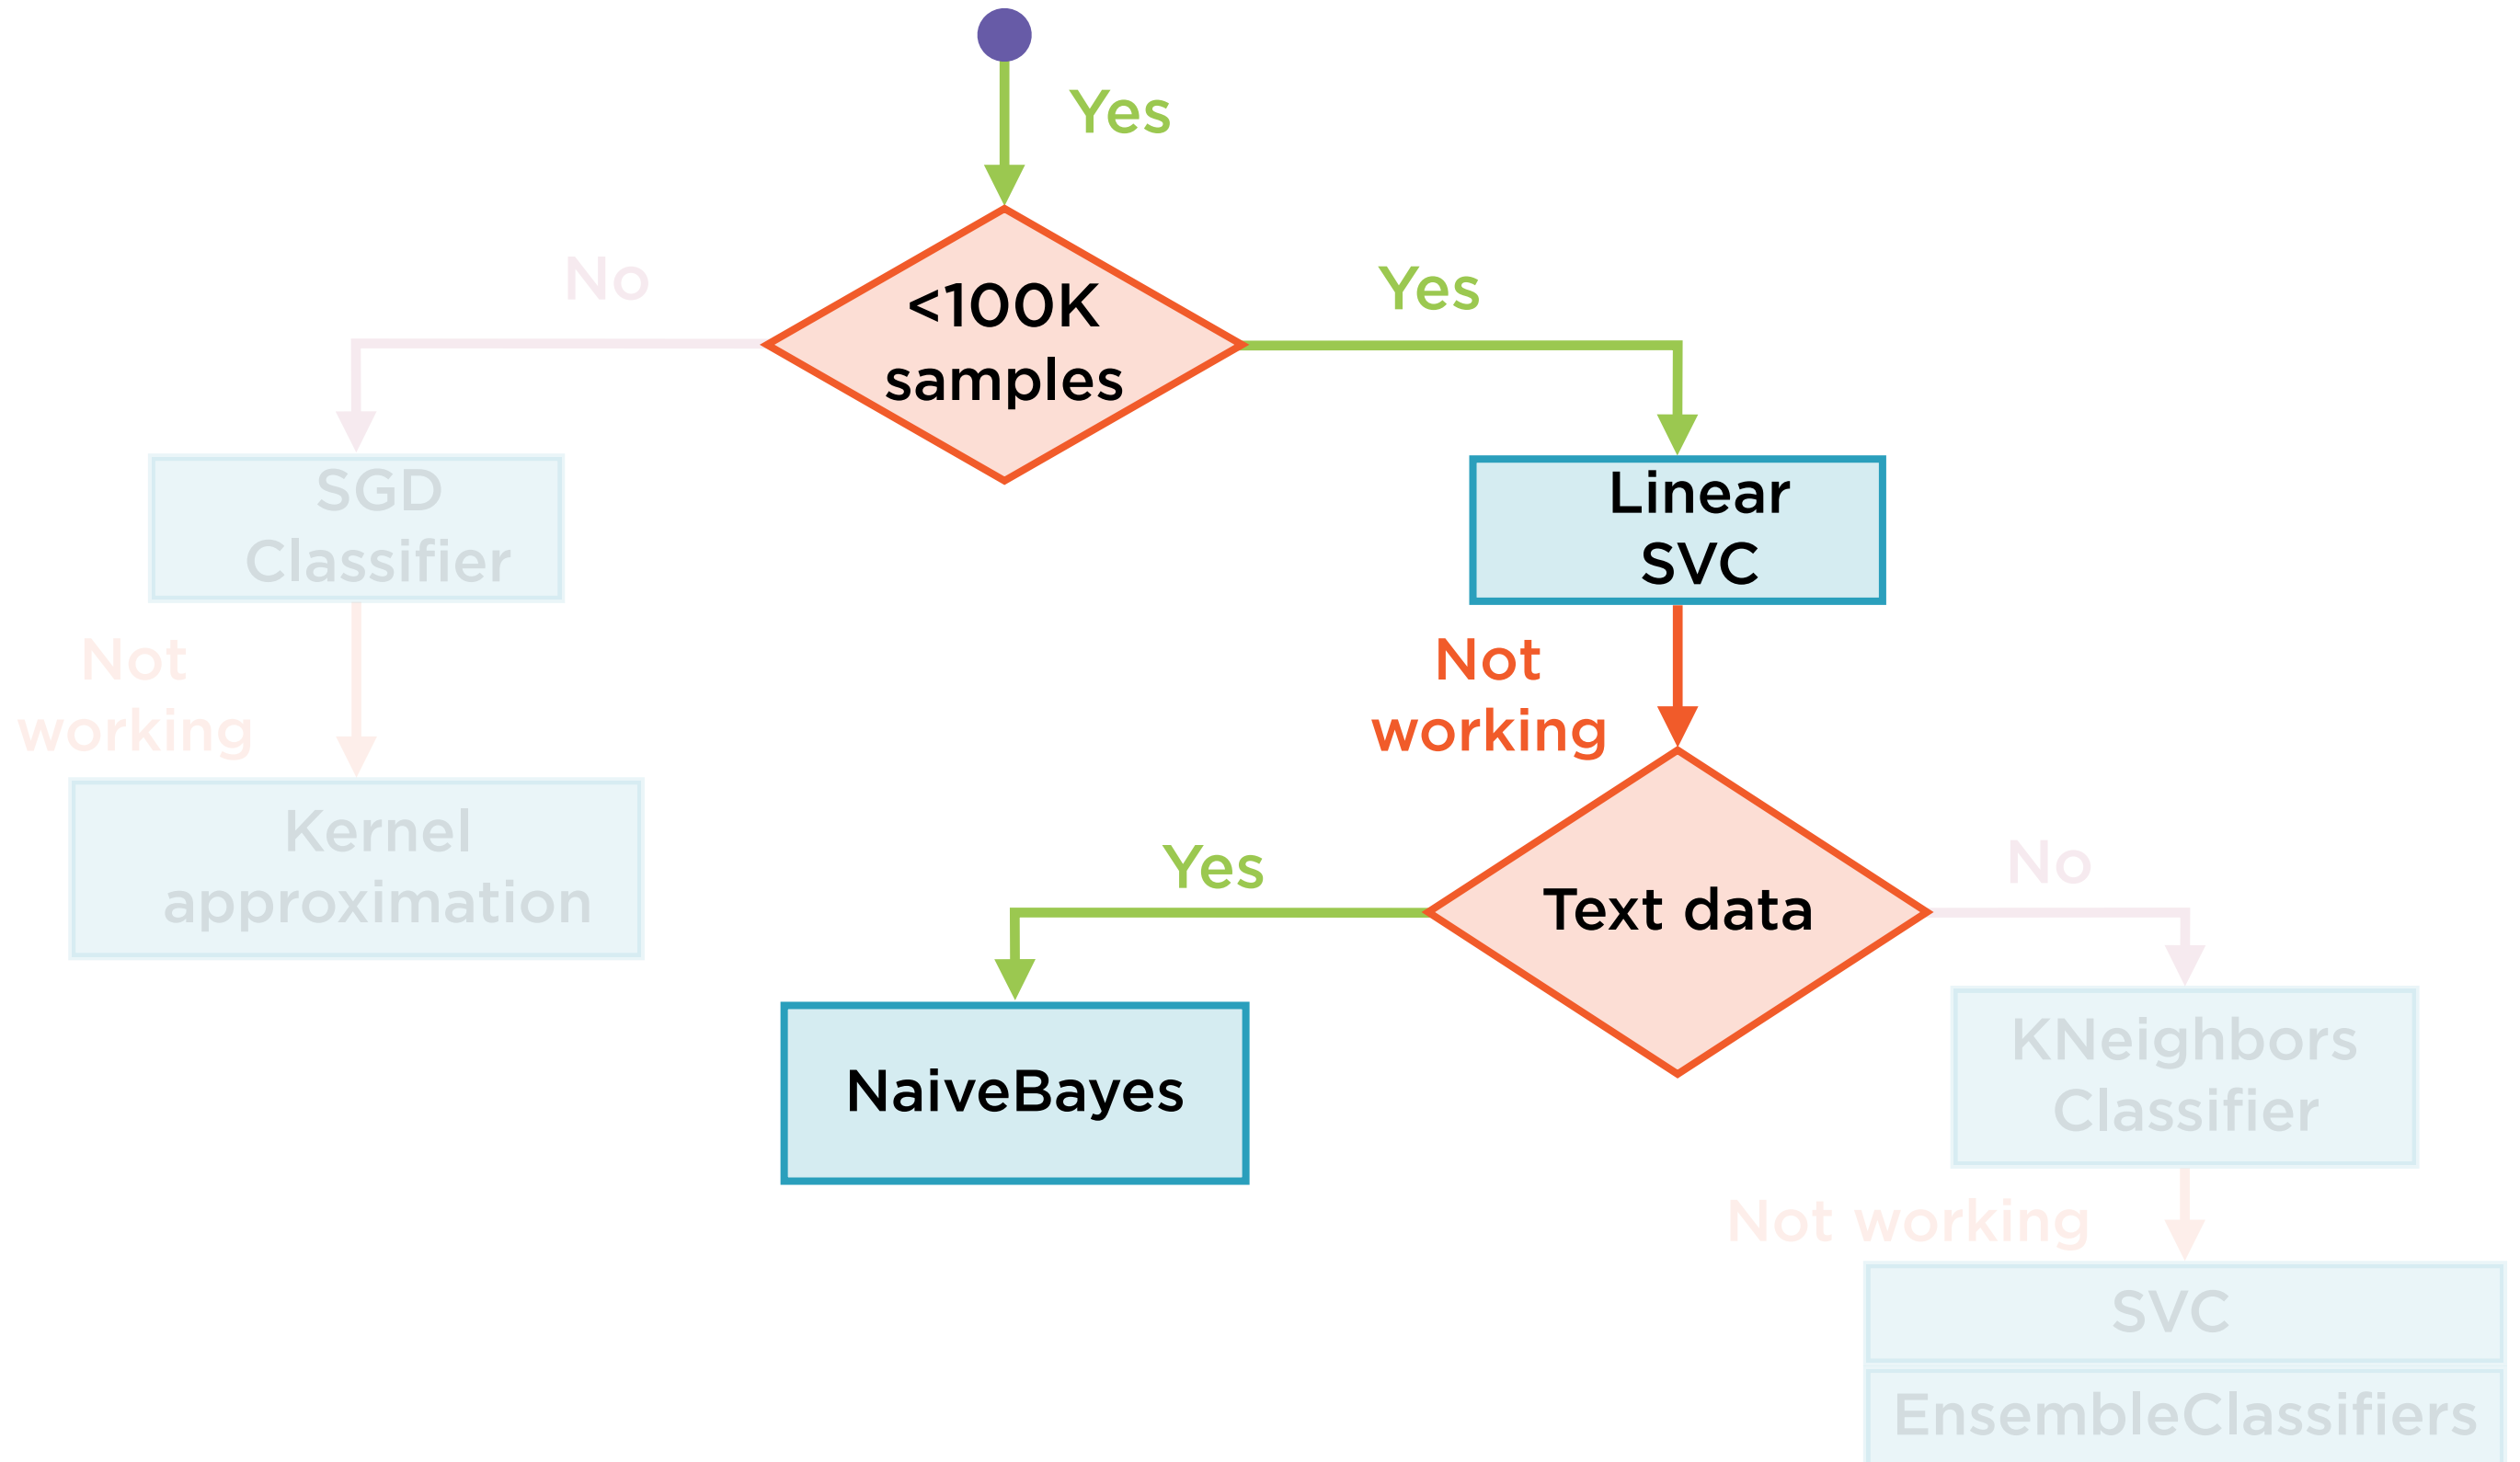 Yes
No
<100K
samples
Yes
SGD
Classifier
Linear
SVC
Not
working
Not
working
Kernel
approximation
Yes
Text data
No
NaiveBayes
KNeighbors
Classifier
Not working
SVC
EnsembleClassifiers